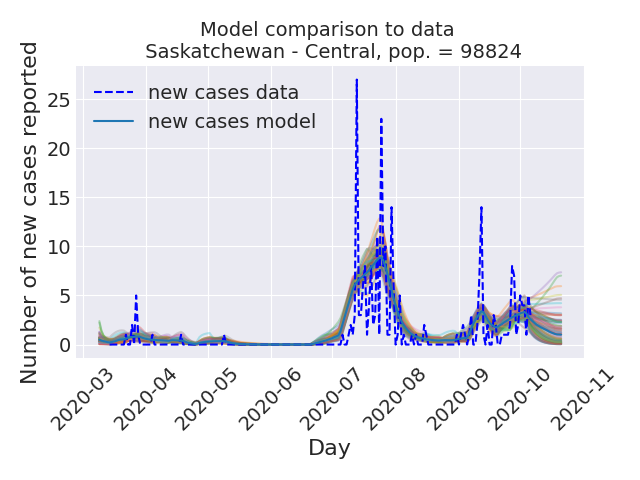 Model comparison to data
Saskatchewan - Central, pop. = 98824
Number of new cases reported
25
20
15
10
5
0
new cases data
new cases model
2020-03
2020-04
2020-05
2020-06
2020-07
2020-08
2020-09
2020-10
2020-11
Day